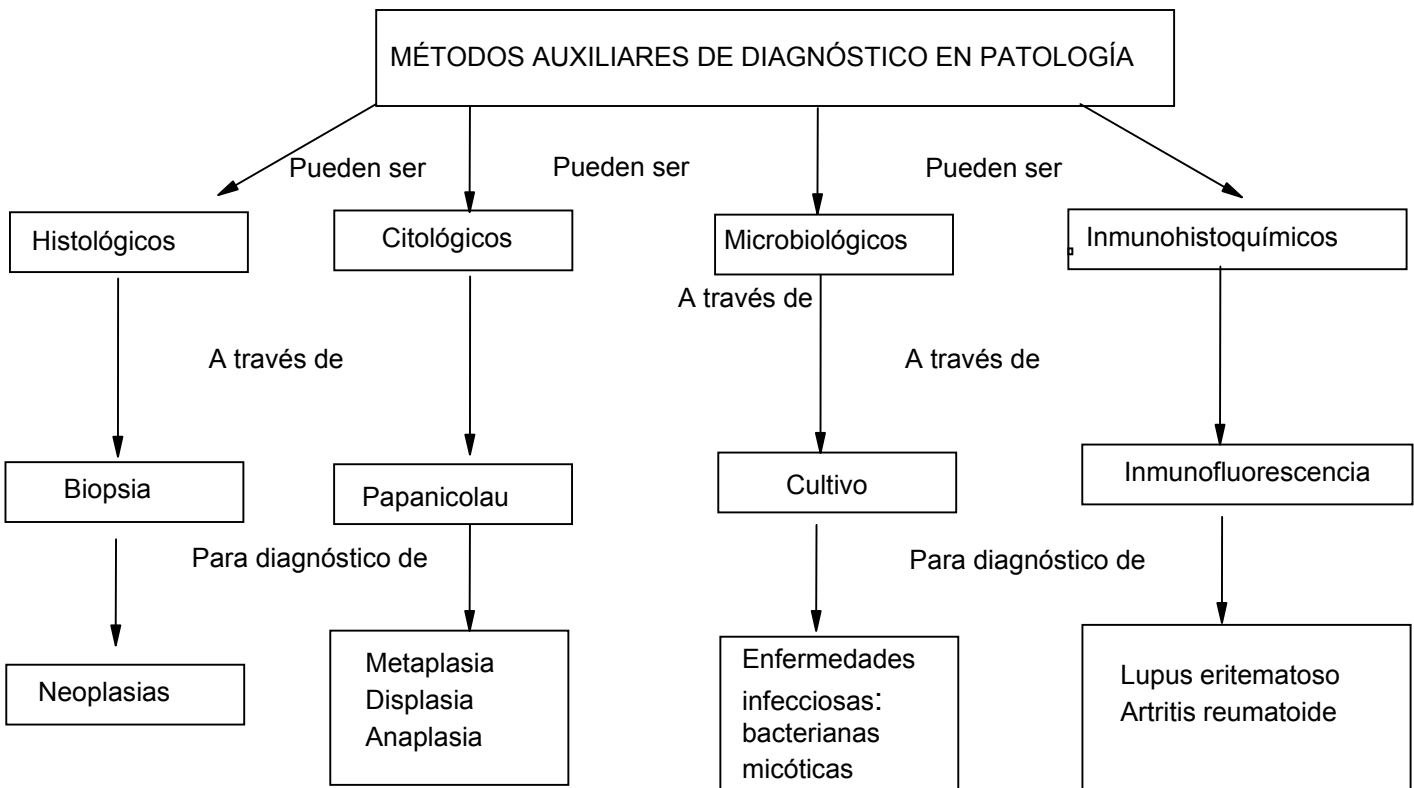 MÉTODOS AUXILIARES DE DIAGNÓSTICO EN PATOLOGÍA
Pueden ser
Pueden ser
Pueden ser
Histológicos
Citológicos
Microbiológicos
Inmunohistoquímicos
A través de
A través de
A través de
Biopsia
Papanicolau
Cultivo
Inmunofluorescencia
Para diagnóstico de
Para diagnóstico de
Neoplasias
Metaplasia
Displasia
Anaplasia
Enfermedades
infecciosas:
bacterianas
micóticas
Lupus eritematoso
Artritis reumatoide